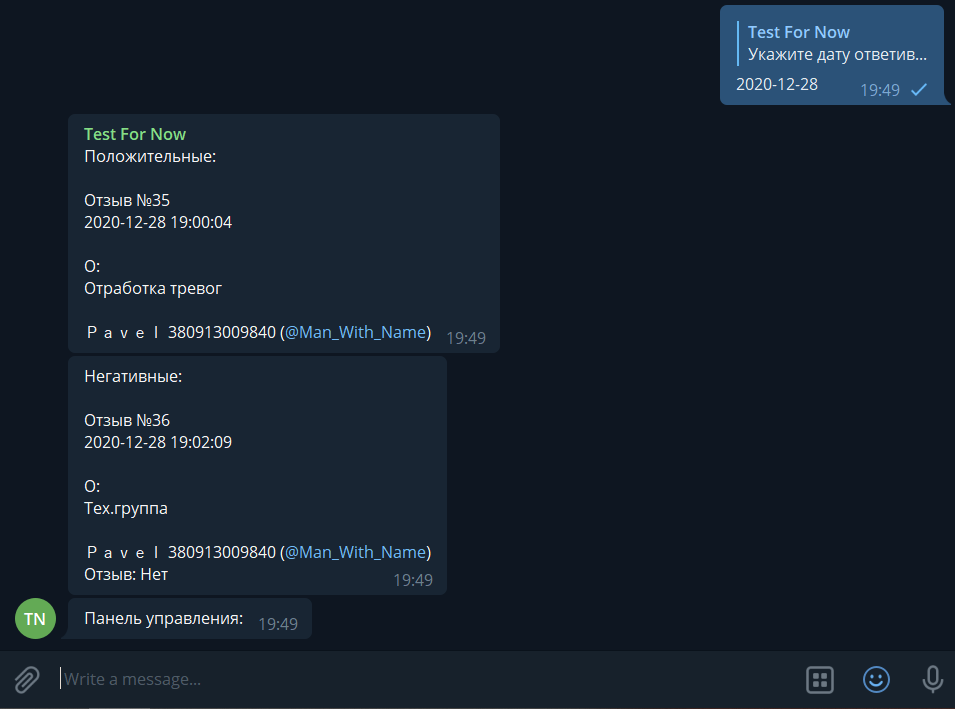 Test For Now
Укажите дату ответив...
2020-12-28
19:49
Test For Now
Положительные:
Отзыв №35
2020-12-28 19:00:04
О:
Отработка тревог
Ｐａｖｅｌ 380913009840 (@Man_With_Name)
19:49
Негативные:
Отзыв №36
2020-12-28 19:02:09
О:
Тех.группа
Ｐａｖｅｌ 380913009840 (@Man_With_Name)
Отзыв: Нет
19:49
TN
Панель управления:
19:49
Write a message...